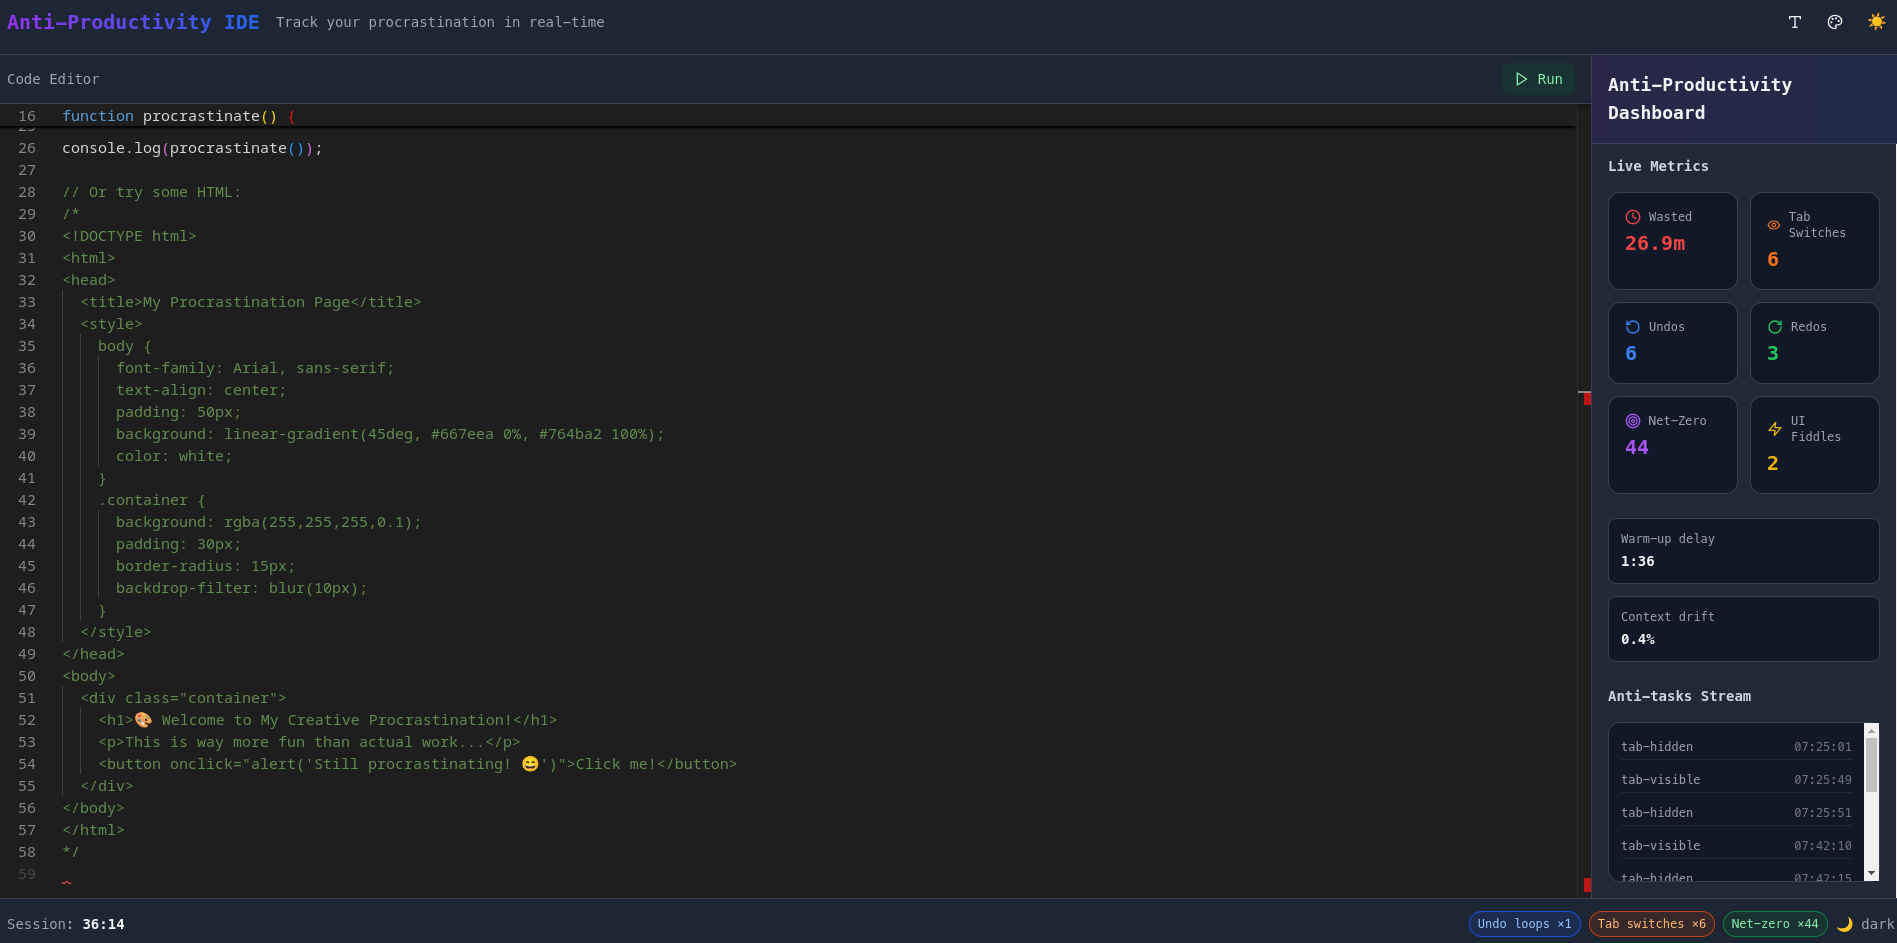 Anti-Productivity IDE Track your procrastination in real-time
Code Editor
Run
16 function procrastinate() {
26 console.log(procrastinate());
27
28 // Or try some HTML:
29 /*
30 <!DOCTYPE html>
31 <html>
32 <head>
33 <title>My Procrastination Page</title>
34 <style>
35 body {
36 font-family: Arial, sans-serif;
37 text-align: center;
38 padding: 50px;
39 background: linear-gradient(45deg, #667eea 0%, #764ba2 100%);
40 color: white;
41 }
42 .container {
43 background: rgba(255,255,255,0.1);
44 padding: 30px;
45 border-radius: 15px;
46 backdrop-filter: blur(10px);
47 }
48 </style>
49 </head>
50 <body>
51 <div class="container">
52 <h1>🎨 Welcome to My Creative Procrastination!</h1>
53 <p>This is way more fun than actual work...</p>
54 <button onclick="alert('Still procrastinating! 😄')">Click me!</button>
55 </div>
56 </body>
57 </html>
58 */
59
Anti-Productivity
Dashboard
Live Metrics
Wasted
26.9m
Tab
Switches
6
Undos
6
Redos
3
Net-Zero
44
UI
Fiddles
2
Warm-up delay
1:36
Context drift
0.4%
Anti-tasks Stream
tab-hidden 07:25:01
tab-visible 07:25:49
tab-hidden 07:25:51
tab-visible 07:42:10
tab-hidden 07:42:15
Session: 36:14
Undo loops ×1
Tab switches ×6
Net-zero ×44
🌙 dark